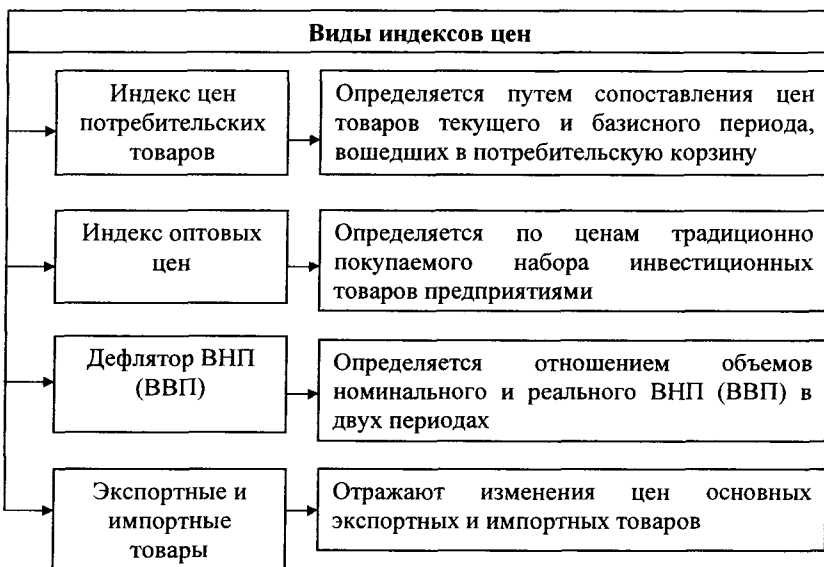 Виды индексов цен
Индекс цен
потребительских
товаров
Определяется путем сопоставления цен
товаров текущего и базисного периода,
вошедших в потребительскую корзину
Индекс оптовых
цен
Определяется по ценам традиционно
покупаемого набора инвестиционных
товаров предприятиями
Дефлятор ВНП
(ВВП)
Определяется отношением объемов
номинального и реального ВНП (ВВП) в
двух периодах
Экспортные и
импортные
товары
Отражают изменения цен основных
экспортных и импортных товаров